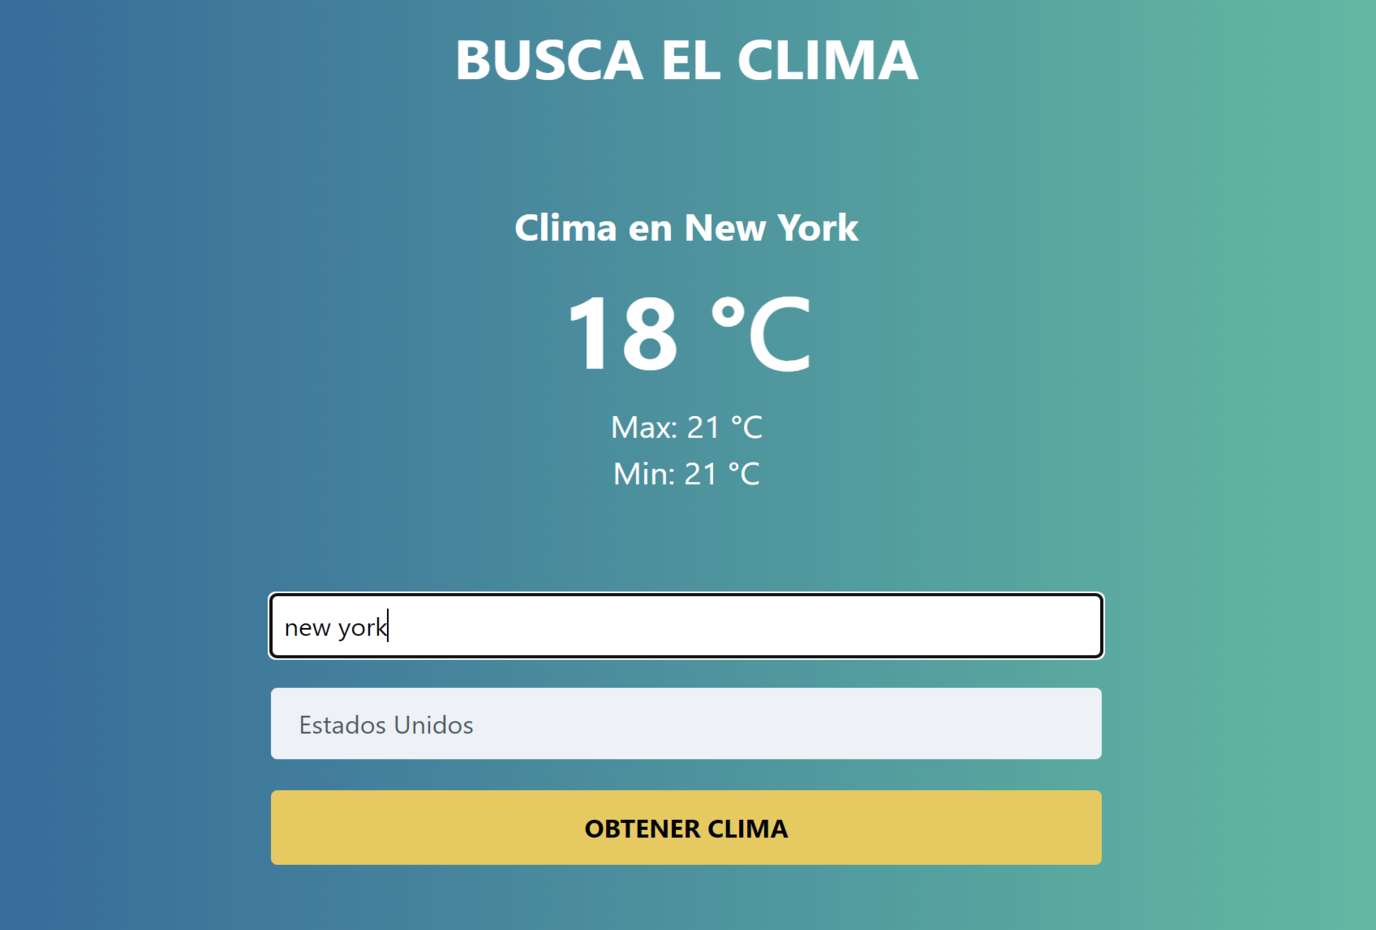 BUSCA EL CLIMA
Clima en New York
18 °C
Max: 21 °C
Min: 21 °C
new york
Estados Unidos
OBTENER CLIMA